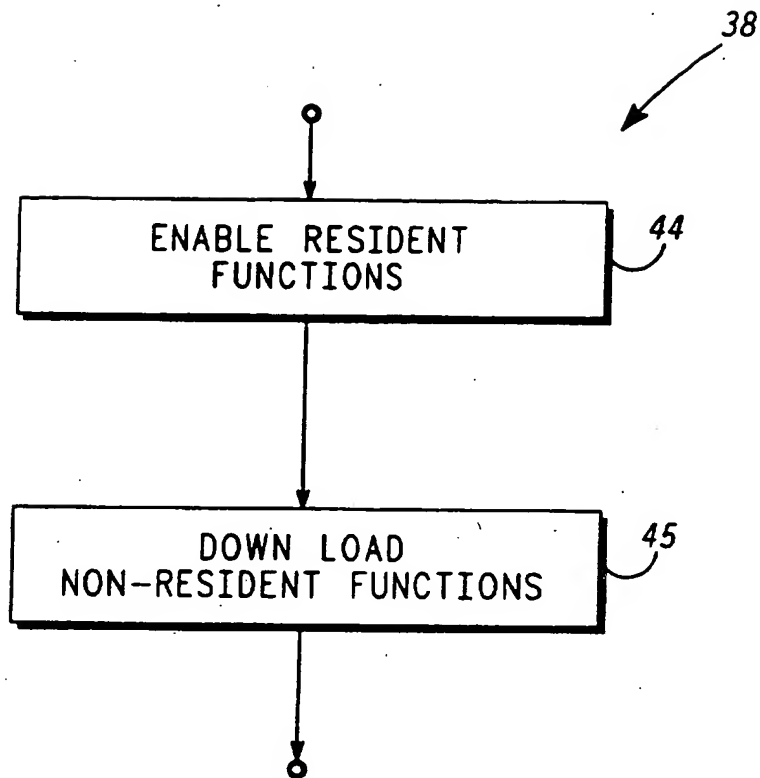 38
ENABLE RESIDENT
FUNCTIONS
44
DOWN LOAD
NON-RESIDENT FUNCTIONS
45